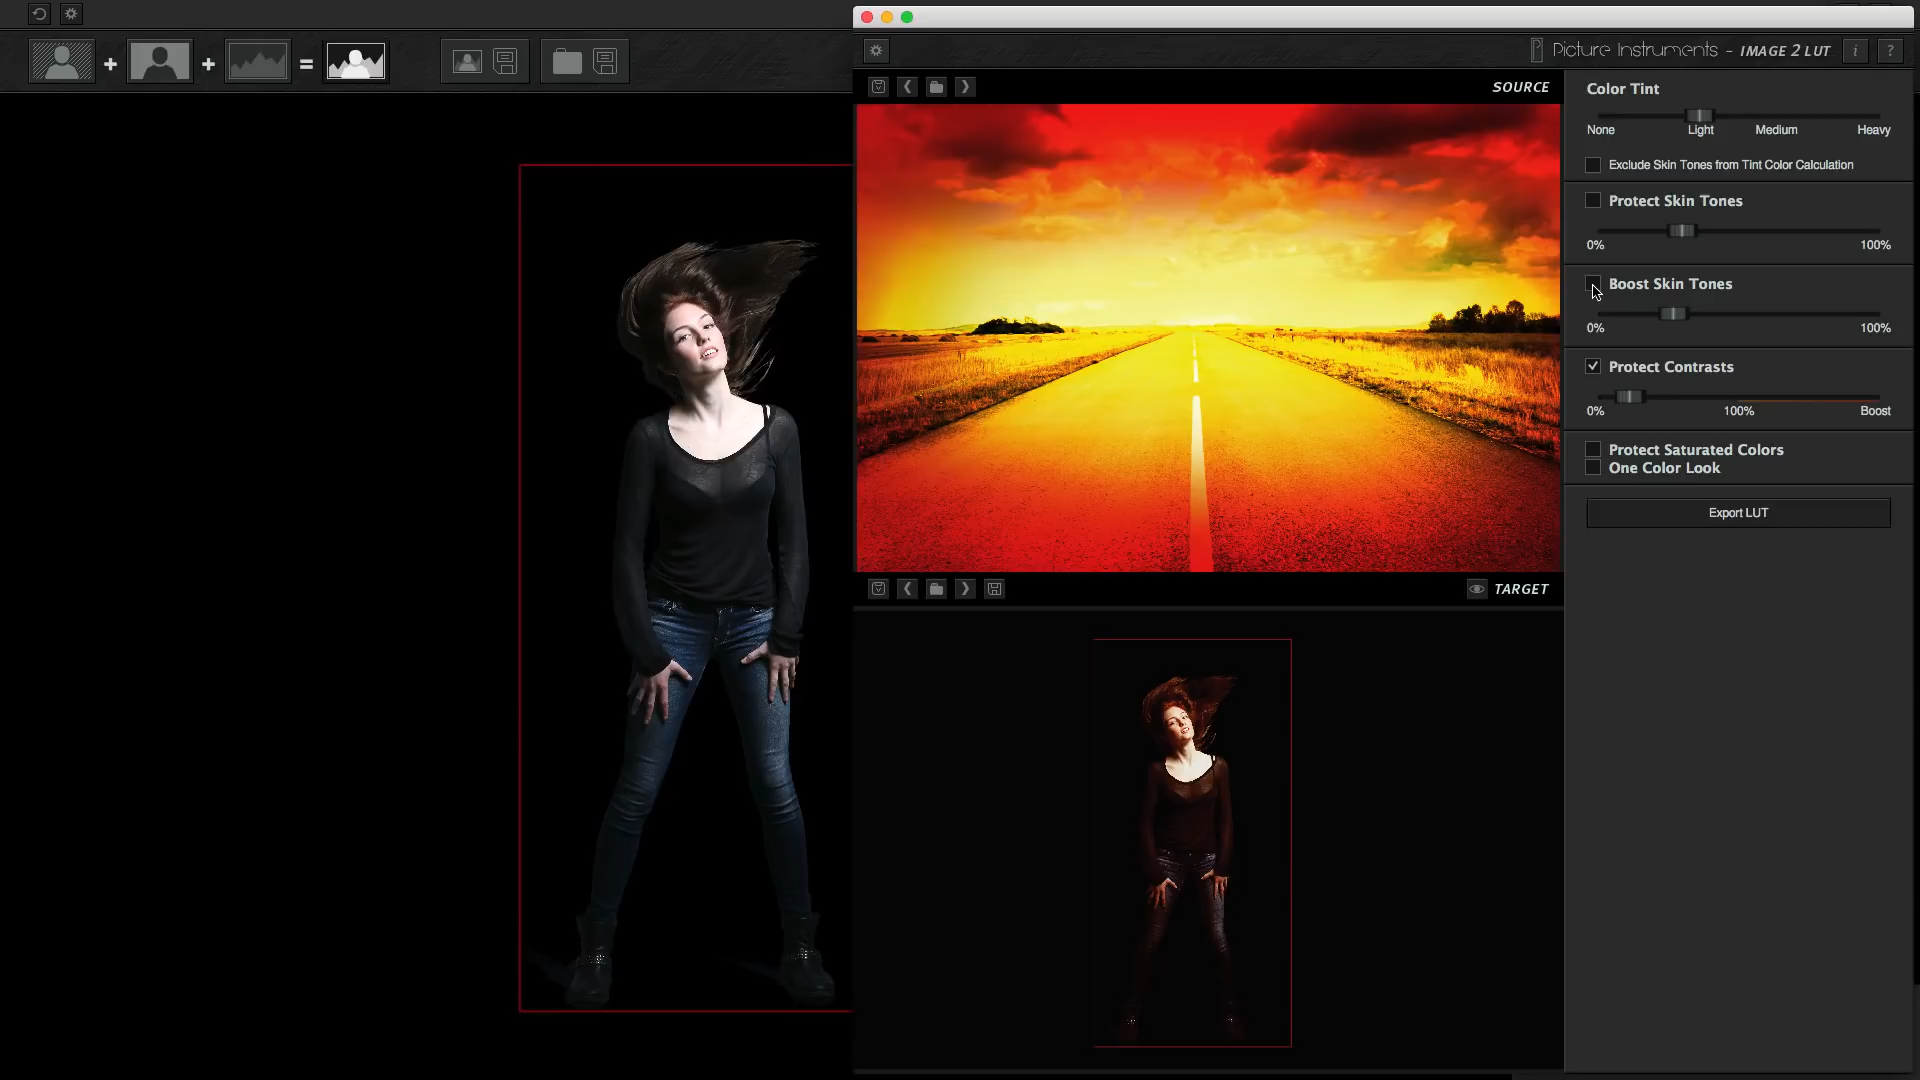 Picture Instruments - IMAGE 2 LUT
i
?
SOURCE
Color Tint
None
Light
Medium
Heavy
Exclude Skin Tones from Tint Color Calculation
Protect Skin Tones
0%
100%
Boost Skin Tones
0%
100%
Protect Contrasts
0%
100%
Boost
Protect Saturated Colors
One Color Look
Export LUT
TARGET